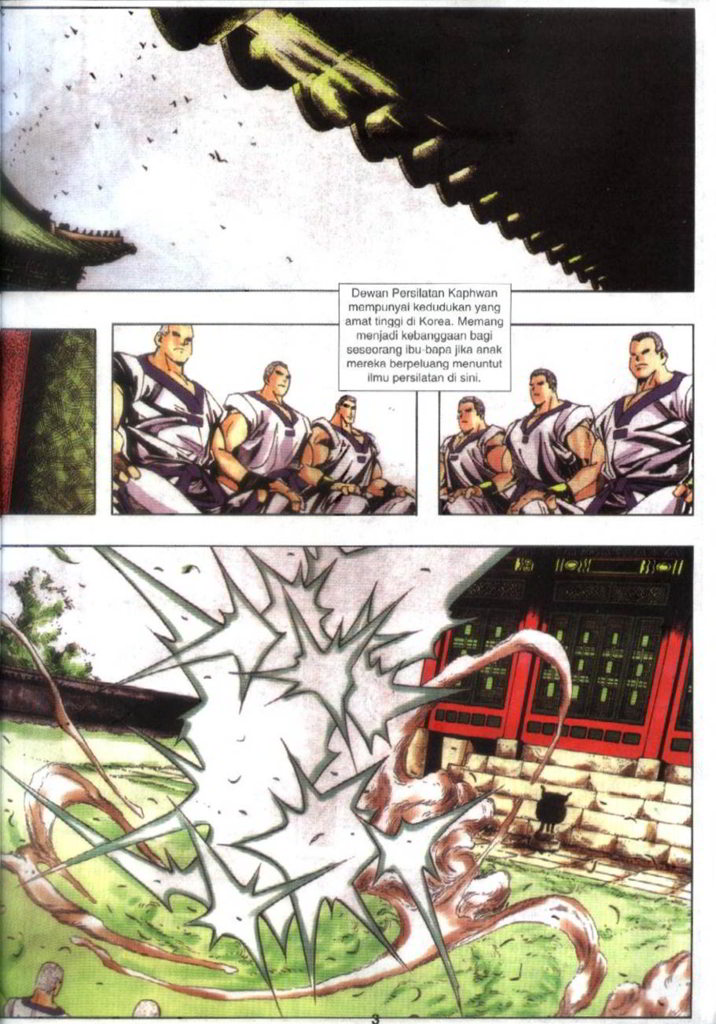 Dewan Persilatan Kaphwan
mempunyai kedudukan yang
amat tinggi di Korea. Memang
menjadi kebanggaan bagi
seseorang ibu-bapa jika anak
mereka berpeluang menuntut
ilmu persilatan di sini.
3